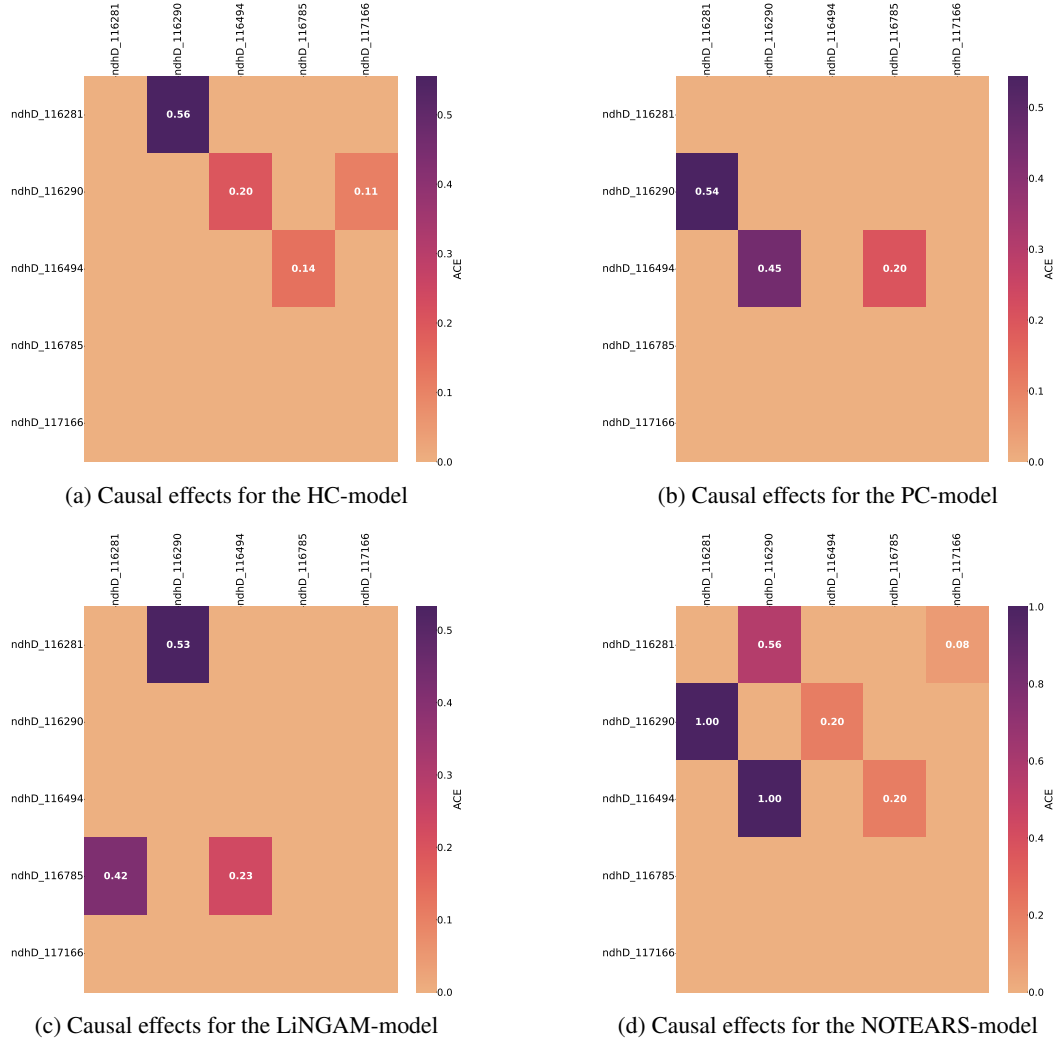 ndhD_116281
ndhD_116290
ndhD_116494
ndhD_116785
ndhD_117166
ndhD_116281
ndhD_116290
ndhD_116494
ndhD_116785
ndhD_117166
0.56
0.20
0.11
0.14
0.5
0.4
0.3
0.2
0.1
0.0
ACE
(a) Causal effects for the HC-model
ndhD_116281
ndhD_116290
ndhD_116494
ndhD_116785
ndhD_117166
ndhD_116281
ndhD_116290
ndhD_116494
ndhD_116785
ndhD_117166
0.54
0.45
0.20
0.5
0.4
0.3
0.2
0.1
0.0
ACE
(b) Causal effects for the PC-model
ndhD_116281
ndhD_116290
ndhD_116494
ndhD_116785
ndhD_117166
ndhD_116281
ndhD_116290
ndhD_116494
ndhD_116785
ndhD_117166
0.53
0.42
0.23
0.5
0.4
0.3
0.2
0.1
0.0
ACE
(c) Causal effects for the LiNGAM-model
ndhD_116281
ndhD_116290
ndhD_116494
ndhD_116785
ndhD_117166
ndhD_116281
ndhD_116290
ndhD_116494
ndhD_116785
ndhD_117166
0.56
0.08
1.00
0.20
1.00
0.20
1.0
0.8
0.6
0.4
0.2
0.0
ACE
(d) Causal effects for the NOTEARS-model